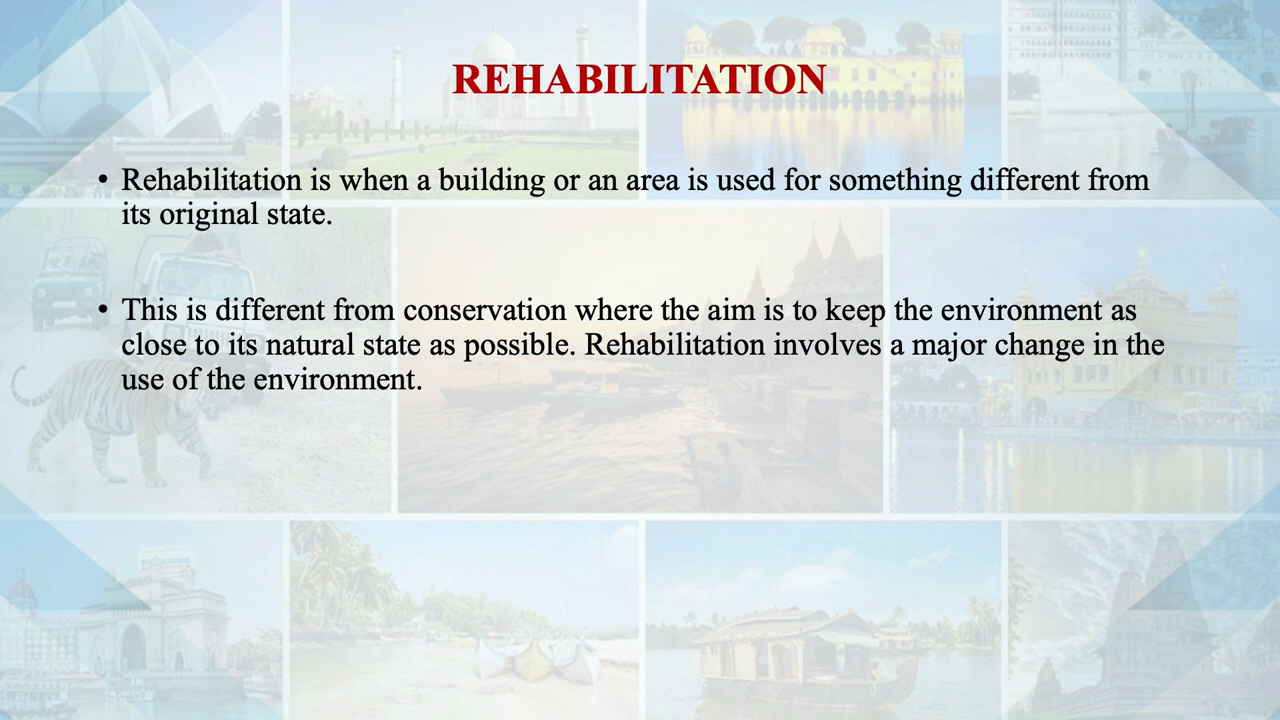 REHABILITATION
• Rehabilitation is when a building or an area is used for something different from
its original state.
• This is different from conservation where the aim is to keep the environment as
close to its natural state as possible. Rehabilitation involves a major change in the
use of the environment.